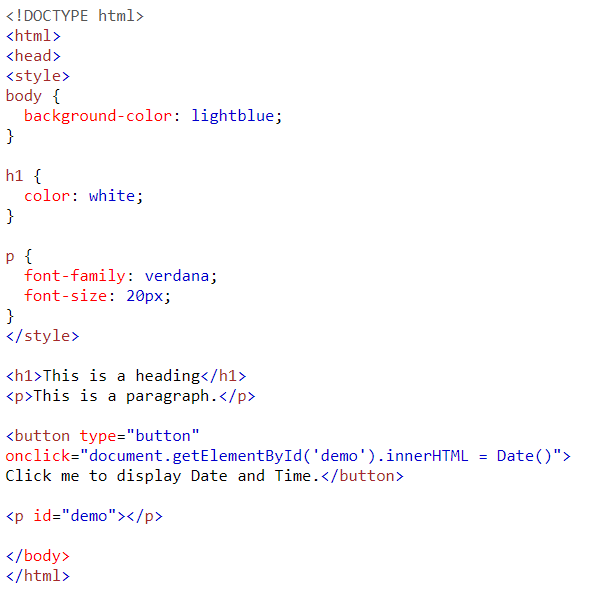 <!DOCTYPE html>
<html>
<head>
<style>
body {
  background-color: lightblue;
}

h1 {
  color: white;
}

p {
  font-family: verdana;
  font-size: 20px;
}
</style>

<h1>This is a heading</h1>
<p>This is a paragraph.</p>

<button type="button"
onclick="document.getElementById('demo').innerHTML = Date()">
Click me to display Date and Time.</button>

<p id="demo"></p>

</body>
</html>